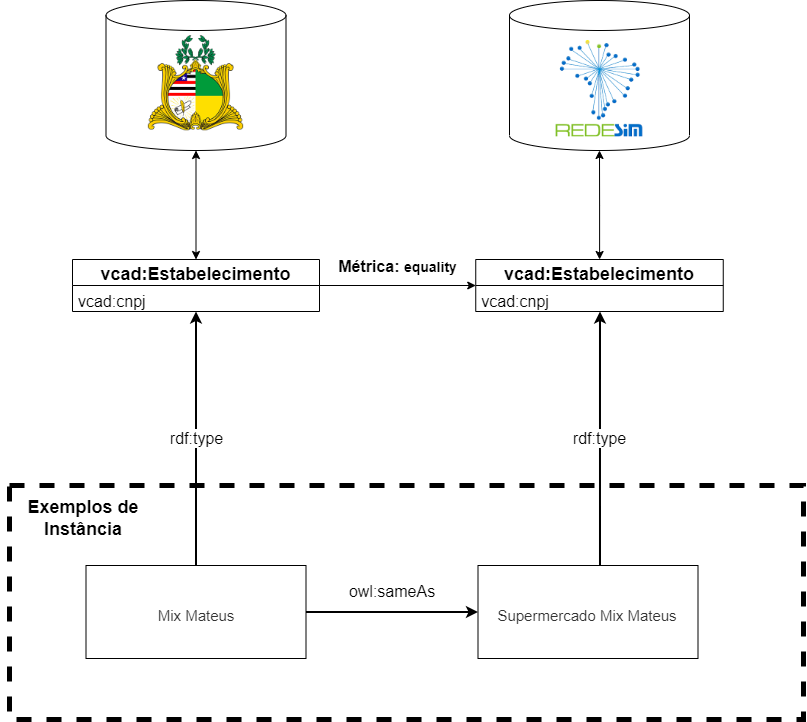 REDESIM
vcad:Estabelecimento
vcad:cnpj
Métrica: equality
vcad:Estabelecimento
vcad:cnpj
rdf:type
rdf:type
Exemplos de
Instância
Mix Mateus
owl:sameAs
Supermercado Mix Mateus